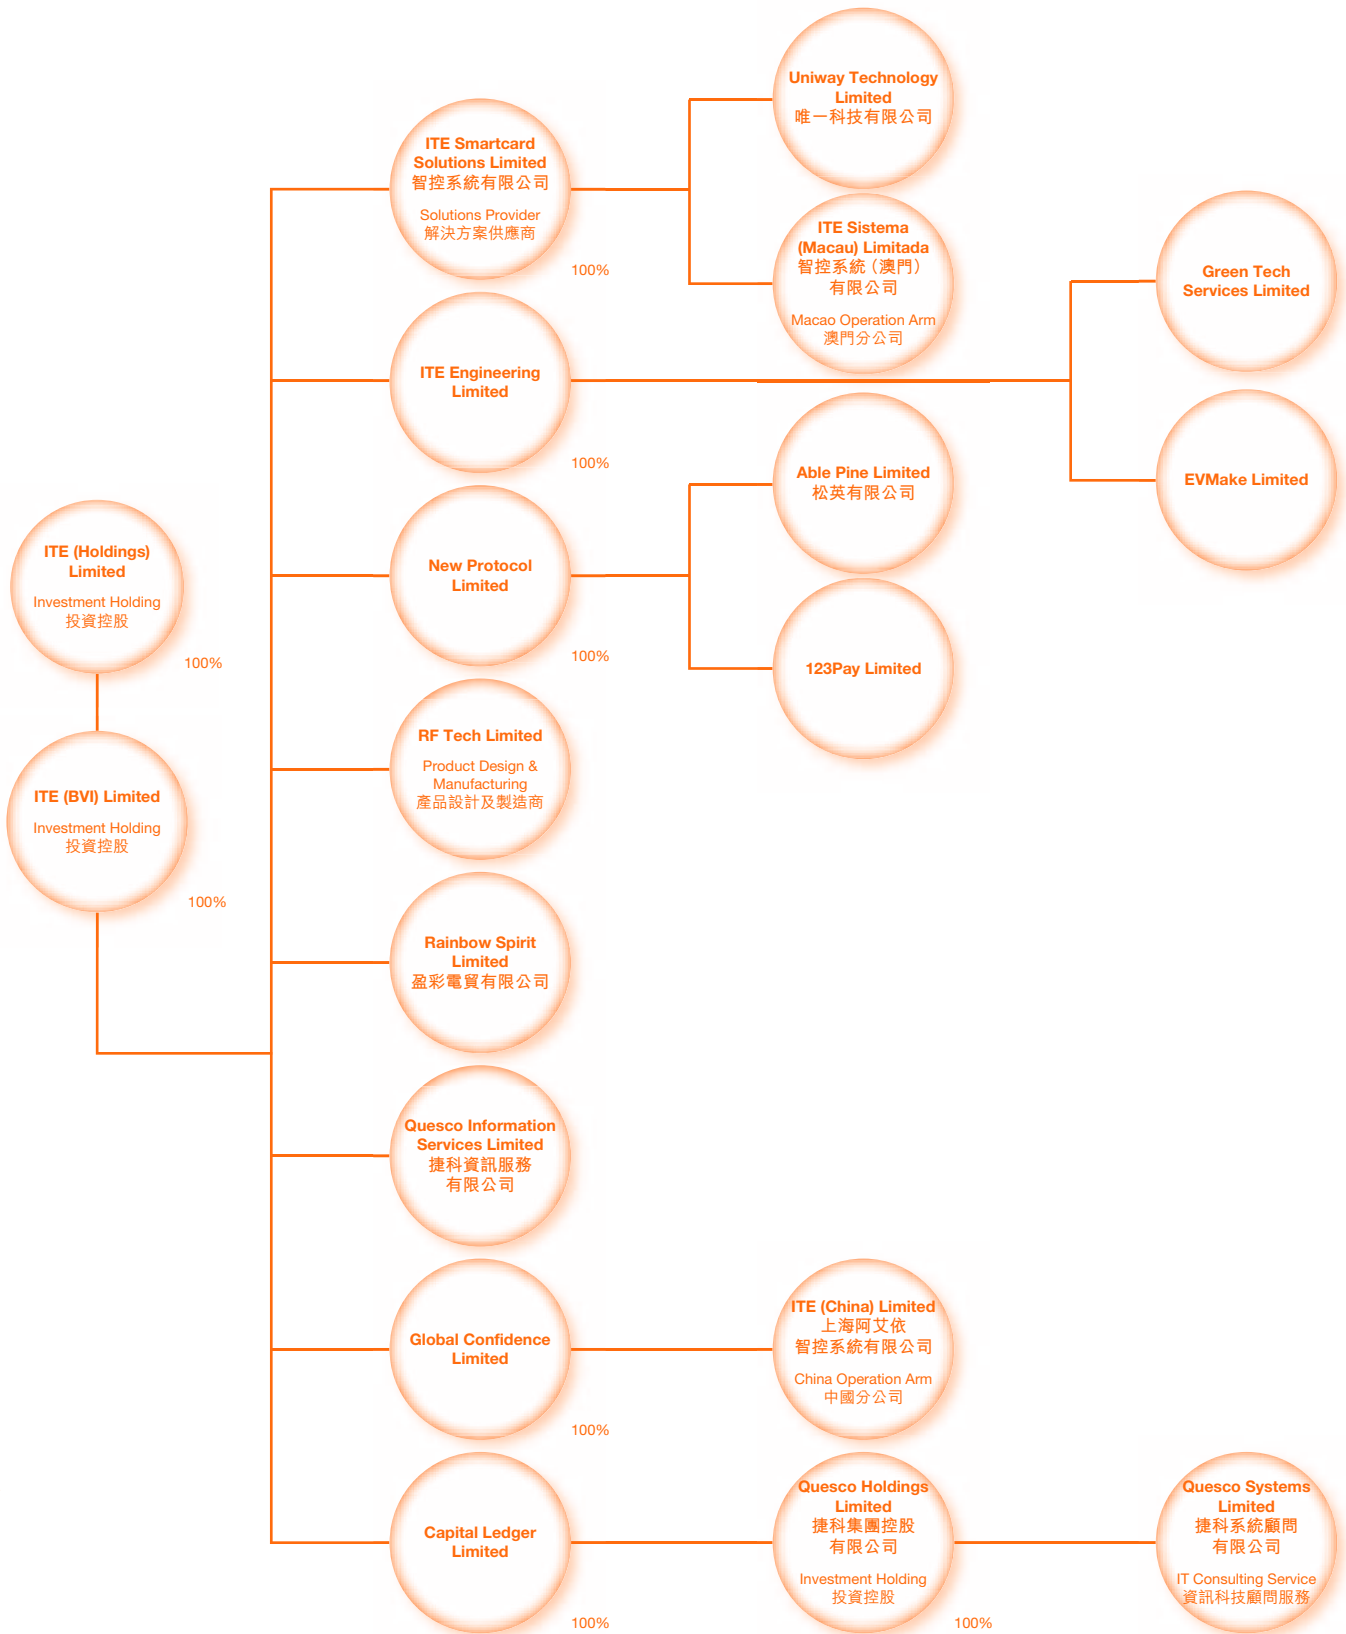 ITE (Holdings)
Limited
Investment Holding
投資控股
100%
ITE (BVI) Limited
Investment Holding
投資控股
100%
ITE Smartcard
Solutions Limited
智控系統有限公司
Solutions Provider
解決方案供應商
100%
Uniway Technology
Limited
唯一科技有限公司
ITE Sistema
(Macau) Limitada
智控系統（澳門）
有限公司
Macao Operation Arm
澳門分公司
ITE Engineering
Limited
100%
Green Tech
Services Limited
EVMake Limited
New Protocol
Limited
100%
Able Pine Limited
松英有限公司
123Pay Limited
RF Tech Limited
Product Design &
Manufacturing
產品設計及製造商
Rainbow Spirit
Limited
盈彩電貿有限公司
Quesco Information
Services Limited
捷科資訊服務
有限公司
Global Confidence
Limited
100%
ITE (China) Limited
上海阿艾依
智控系統有限公司
China Operation Arm
中國分公司
Capital Ledger
Limited
100%
Quesco Holdings
Limited
捷科集團控股
有限公司
Investment Holding
投資控股
100%
Quesco Systems
Limited
捷科系統顧問
有限公司
IT Consulting Service
資訊科技顧問服務